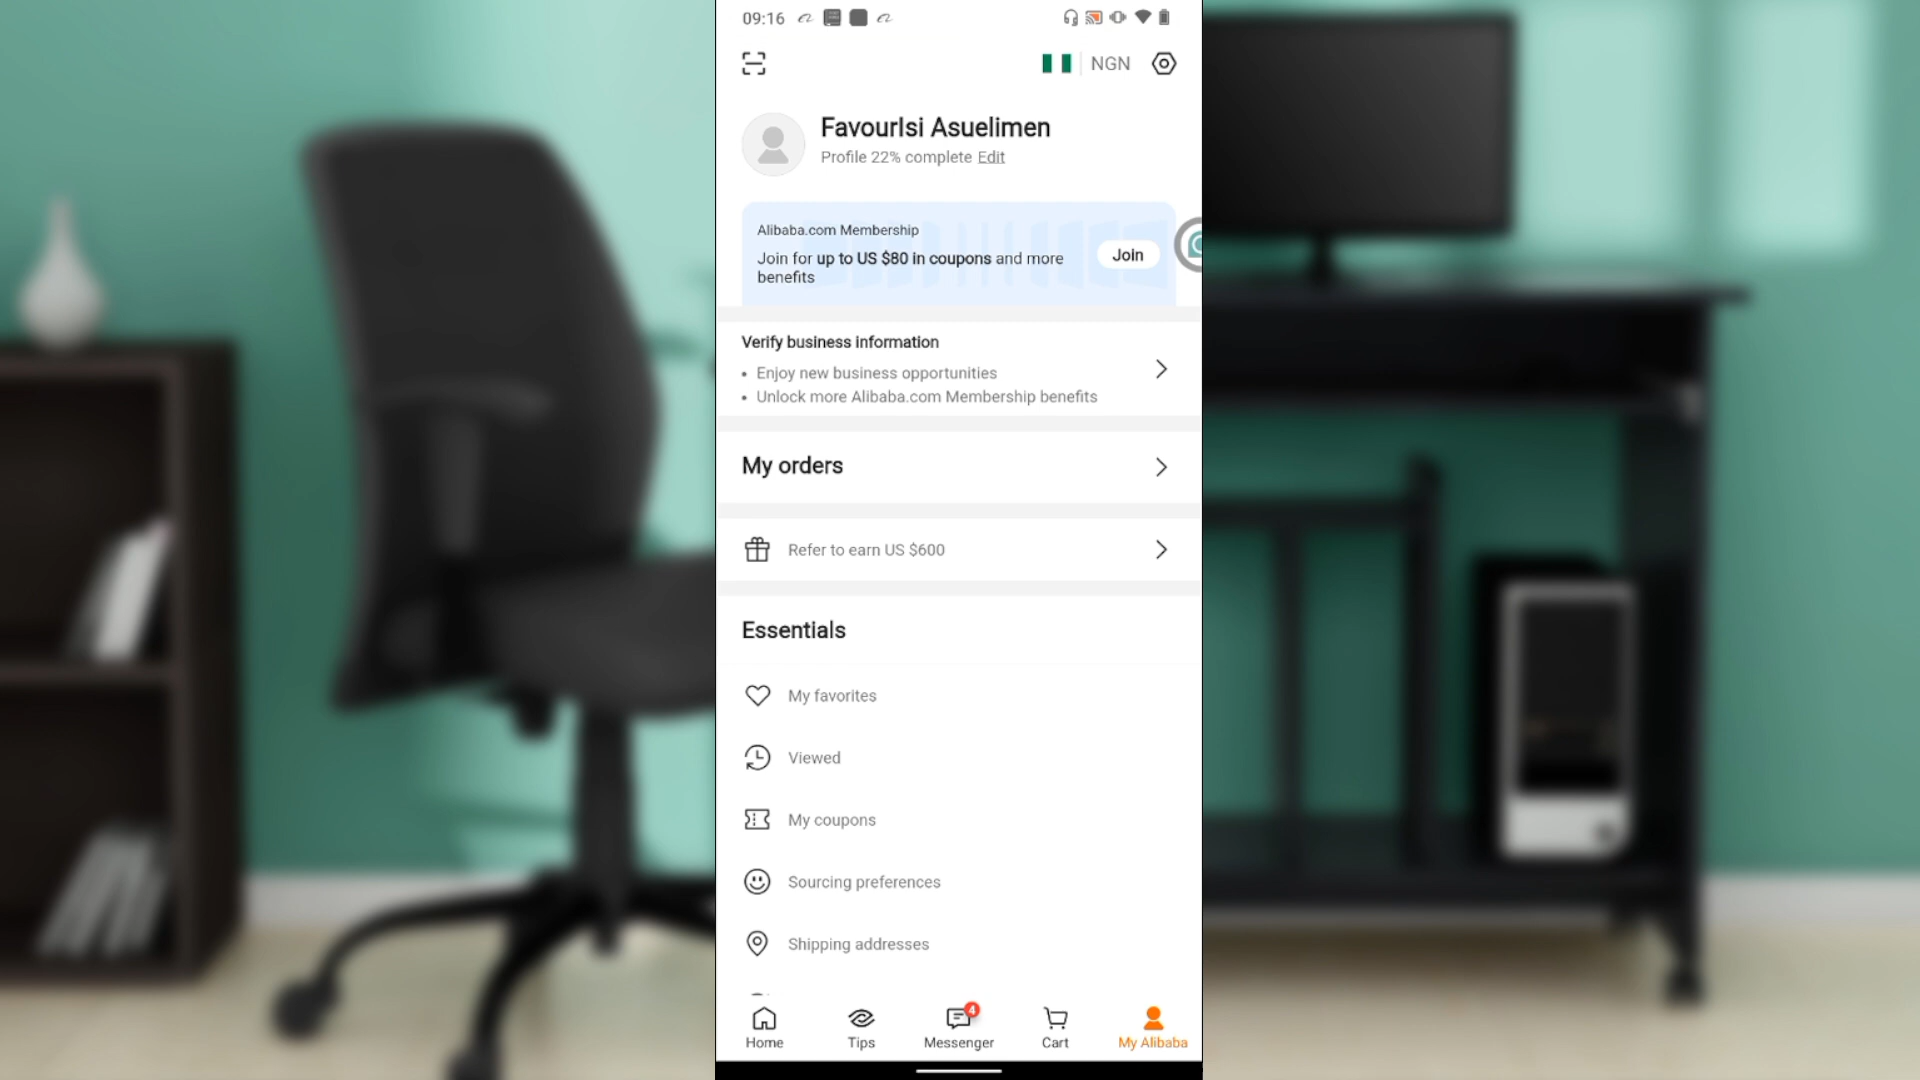 09:16
NGN
FavourIsi Asuelimen
Profile 22% complete Edit
Alibaba.com Membership
Join for up to US $80 in coupons and more
benefits
Join
Verify business information
• Enjoy new business opportunities
• Unlock more Alibaba.com Membership benefits
My orders
Refer to earn US $600
Essentials
My favorites
Viewed
My coupons
Sourcing preferences
Shipping addresses
4
Home
Tips
Messenger
Cart
My Alibaba